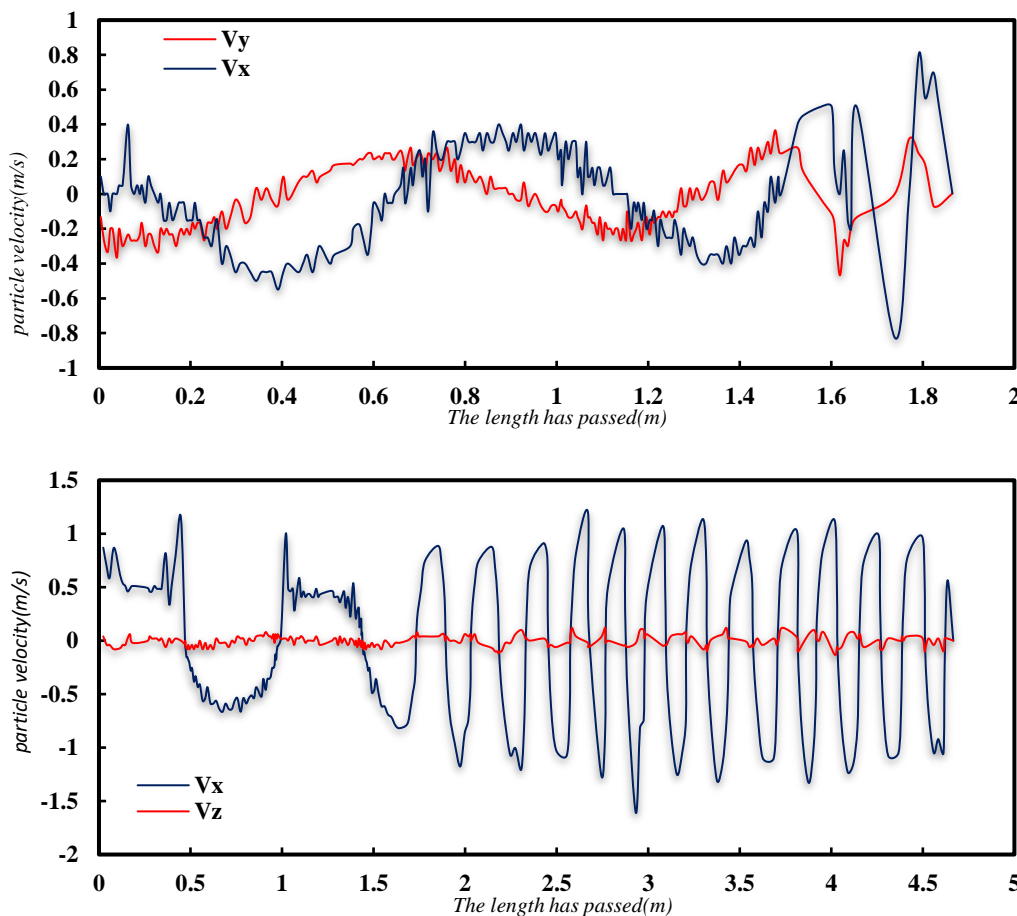 1
0.8
0.6
0.4
0.2
0
-0.2
-0.4
-0.6
-0.8
-1
particle velocity(m/s)
Vy
Vx
0 0.2 0.4 0.6 0.8 1 1.2 1.4 1.6 1.8 2
The length has passed(m)
1.5
1
0.5
0
-0.5
-1
-1.5
-2
particle velocity(m/s)
Vx
Vz
0 0.5 1 1.5 2 2.5 3 3.5 4 4.5 5
The length has passed(m)